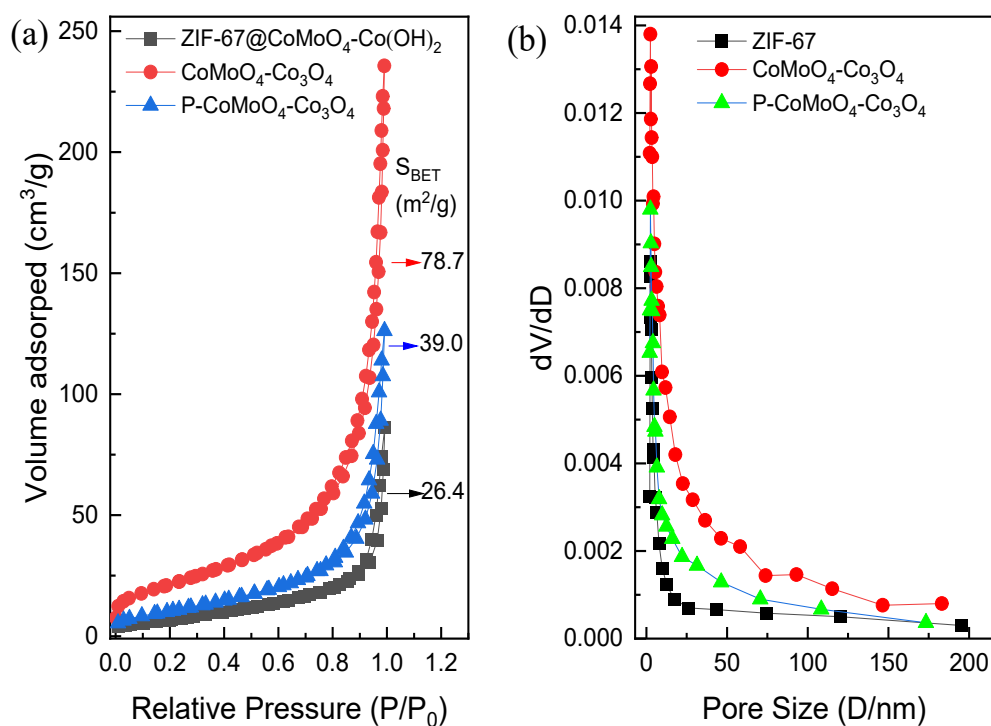 (a)
250
200
150
100
50
0
Volume adsorped (cm³/g)
ZIF-67@CoMoO₄-Co(OH)₂
CoMoO₄-Co₃O₄
P-CoMoO₄-Co₃O₄
S_BET
(m²/g)
78.7
39.0
26.4
0.0 0.2 0.4 0.6 0.8 1.0 1.2
Relative Pressure (P/P₀)
(b)
0.014
0.012
0.010
0.008
0.006
0.004
0.002
0.000
dV/dD
ZIF-67
CoMoO₄-Co₃O₄
P-CoMoO₄-Co₃O₄
0 50 100 150 200
Pore Size (D/nm)